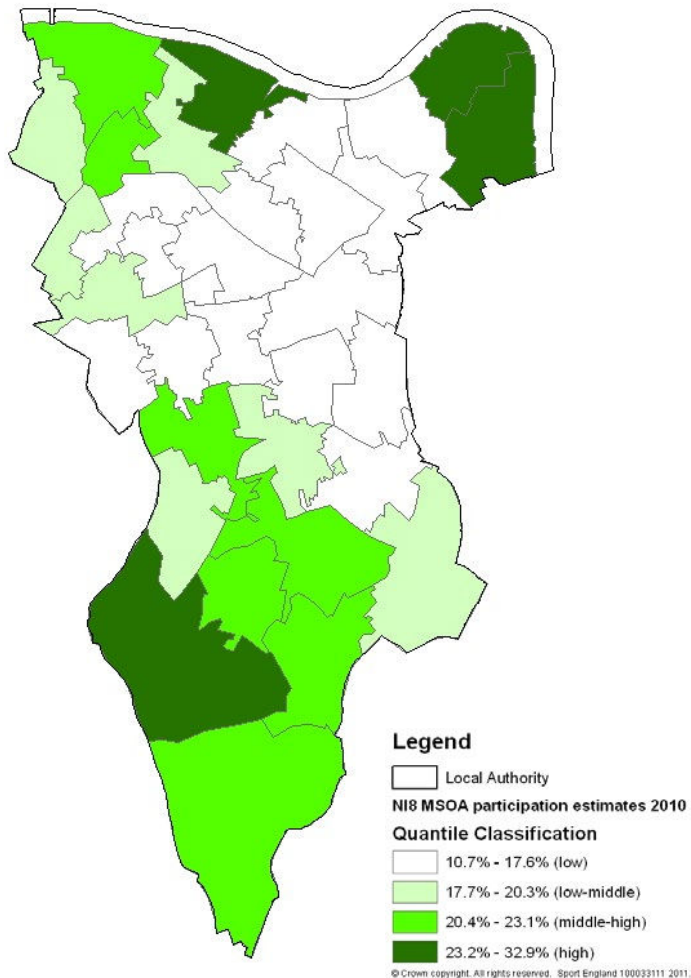 Legend
Local Authority
NI8 MSOA participation estimates 2010
Quantile Classification
10.7% - 17.6% (low)
17.7% - 20.3% (low-middle)
20.4% - 23.1% (middle-high)
23.2% - 32.9% (high)
© Crown copyright. All rights reserved. Sport England 100033111 2011.